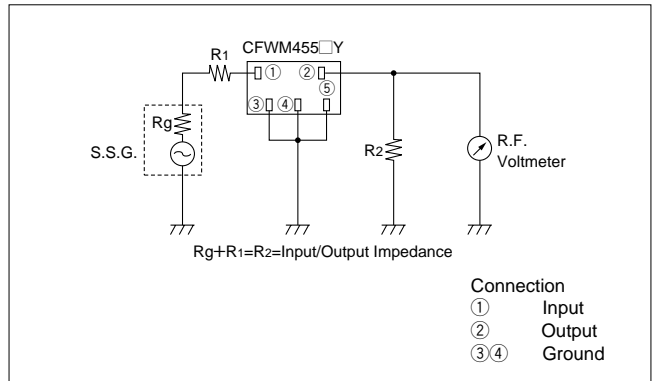 CFWM455□Y
R1
① ②
⑤
③ ④
Rg
S.S.G.
R2
R.F.
Voltmeter
Rg+R1=R2=Input/Output Impedance
Connection
① Input
② Output
③④ Ground